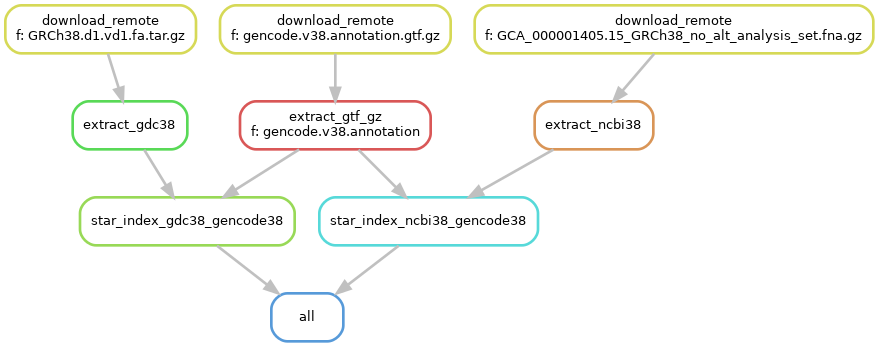 download_remote
f: GRCh38.d1.vd1.fa.tar.gz
download_remote
f: gencode.v38.annotation.gtf.gz
download_remote
f: GCA_000001405.15_GRCh38_no_alt_analysis_set.fna.gz
extract_gdc38
extract_gtf_gz
f: gencode.v38.annotation
extract_ncbi38
star_index_gdc38_gencode38
star_index_ncbi38_gencode38
all